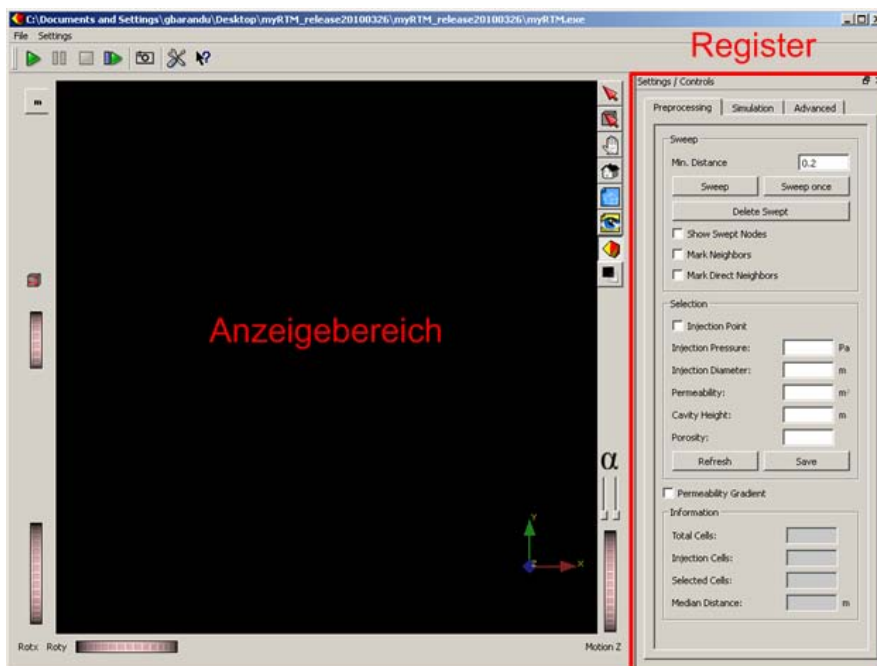 C:\Documents and Settings\gbarandu\Desktop\myRTM_release20100326\myRTM_release20100326\myRTM.exe
File Settings
Register
Settings / Controls
m
Preprocessing Simulation Advanced
Sweep
Min. Distance 0.2
Sweep Sweep once
Delete Swept
Show Swept Nodes
Mark Neighbors
Mark Direct Neighbors
Anzeigebereich
Selection
Injection Point
Injection Pressure: Pa
Injection Diameter: m
Permeability: m²
Cavity Height: m
Porosity:
Refresh Save
α
Permeability Gradient
Information
Total Cells:
Injection Cells:
Selected Cells:
Median Distance: m
Y
Z X
Rotx Roty Motion Z